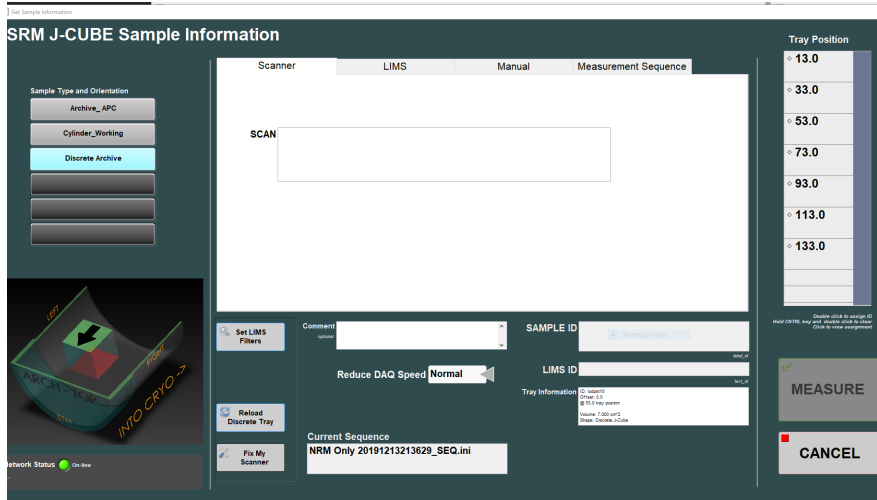 Get Sample Information
SRM J-CUBE Sample Information
Tray Position
Scanner
LIMS
Manual
Measurement Sequence
Sample Type and Orientation
Archive_ APC
Cylinder_Working
Discrete Archive
SCAN
13.0
33.0
53.0
73.0
93.0
113.0
133.0
Double click to assign ID
Hold CNTRL key and double click to clear
Click to view assignment
LEFT
RIGHT
ARCH - TOP
BTM
INTO CRYO ->
Set LIMS
Filters
Comment
optional
SAMPLE ID
label_id
Reduce DAQ Speed
Normal
LIMS ID
text_id
Reload
Discrete Tray
Tray Information
Offset: 0.0
@ 53.0 tray position
Volume: 7.000 cm^2
Shape: Discrete J-Cube
MEASURE
Fix My
Scanner
Current Sequence
NRM Only 20191213213629_SEQ.ini
CANCEL
Network Status
On-line